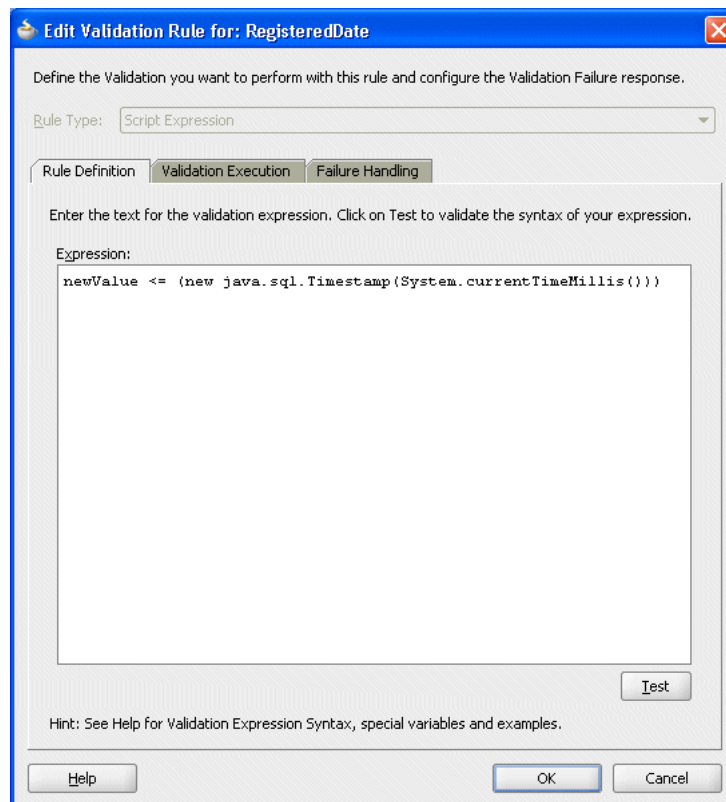 Edit Validation Rule for: RegisteredDate
Define the Validation you want to perform with this rule and configure the Validation Failure response.
Rule Type: Script Expression
Rule Definition Validation Execution Failure Handling
Enter the text for the validation expression. Click on Test to validate the syntax of your expression.
Expression:
newValue <= (new java.sql.Timestamp(System.currentTimeMillis()))
Test
Hint: See Help for Validation Expression Syntax, special variables and examples.
Help OK Cancel